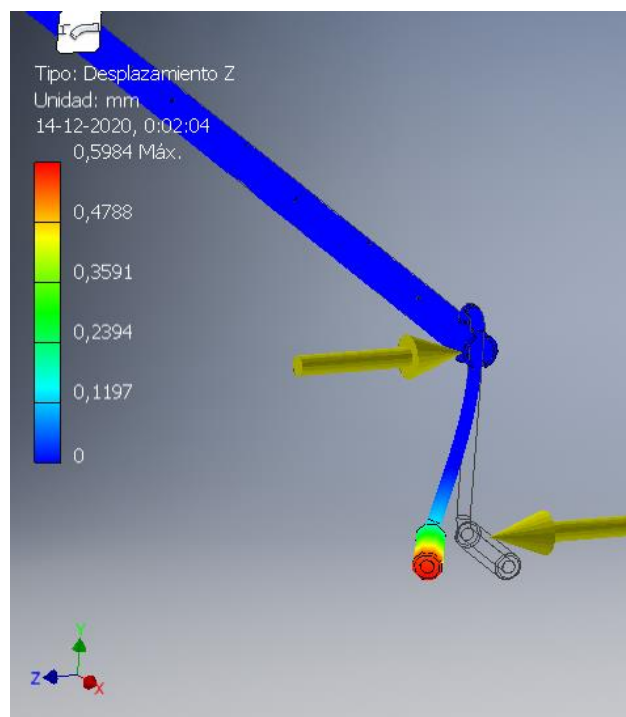 Tipo: Desplazamiento Z
Unidad: mm
14-12-2020, 0:02:04
0,5984 Máx.
0,4788
0,3591
0,2394
0,1197
0
Y
Z
X